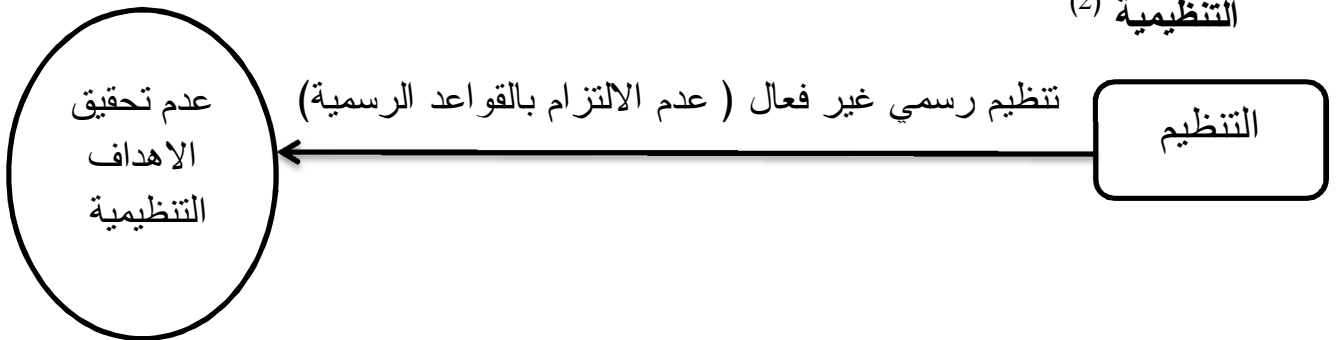 التنظيمية (2)
التنظيم
تنظيم رسمي غير فعال ( عدم الالتزام بالقواعد الرسمية)
عدم تحقيق
الاهداف
التنظيمية